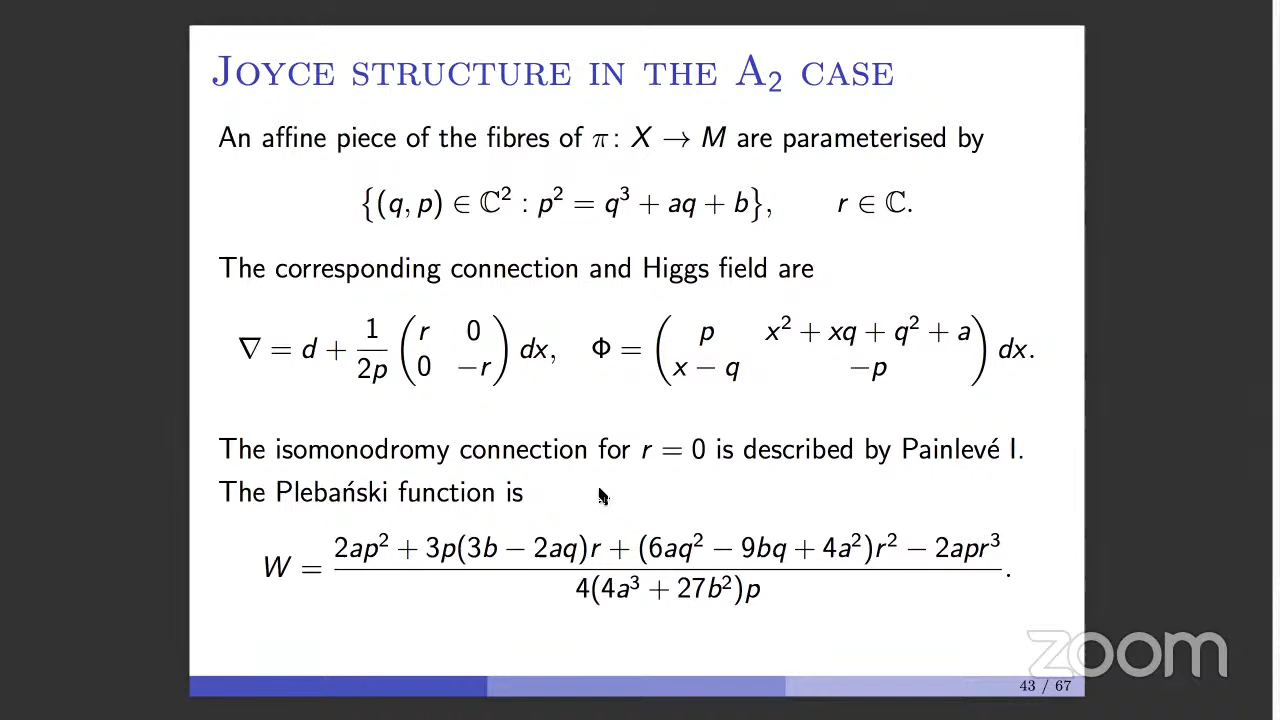 JOYCE STRUCTURE IN THE A₂ CASE
An affine piece of the fibres of π: X → M are parameterised by
{(q, p) ∈ ℂ² : p² = q³ + aq + b}, r ∈ ℂ.
The corresponding connection and Higgs field are
∇ = d + 1/(2p) (r 0; 0 −r) dx, Φ = (p x² + xq + q² + a; x − q −p) dx.
The isomonodromy connection for r = 0 is described by Painlevé I.
The Plebański function is
W = (2ap² + 3p(3b − 2aq)r + (6aq² − 9bq + 4a²)r² − 2apr³) / (4(4a³ + 27b²)p).
zoom
43 / 67